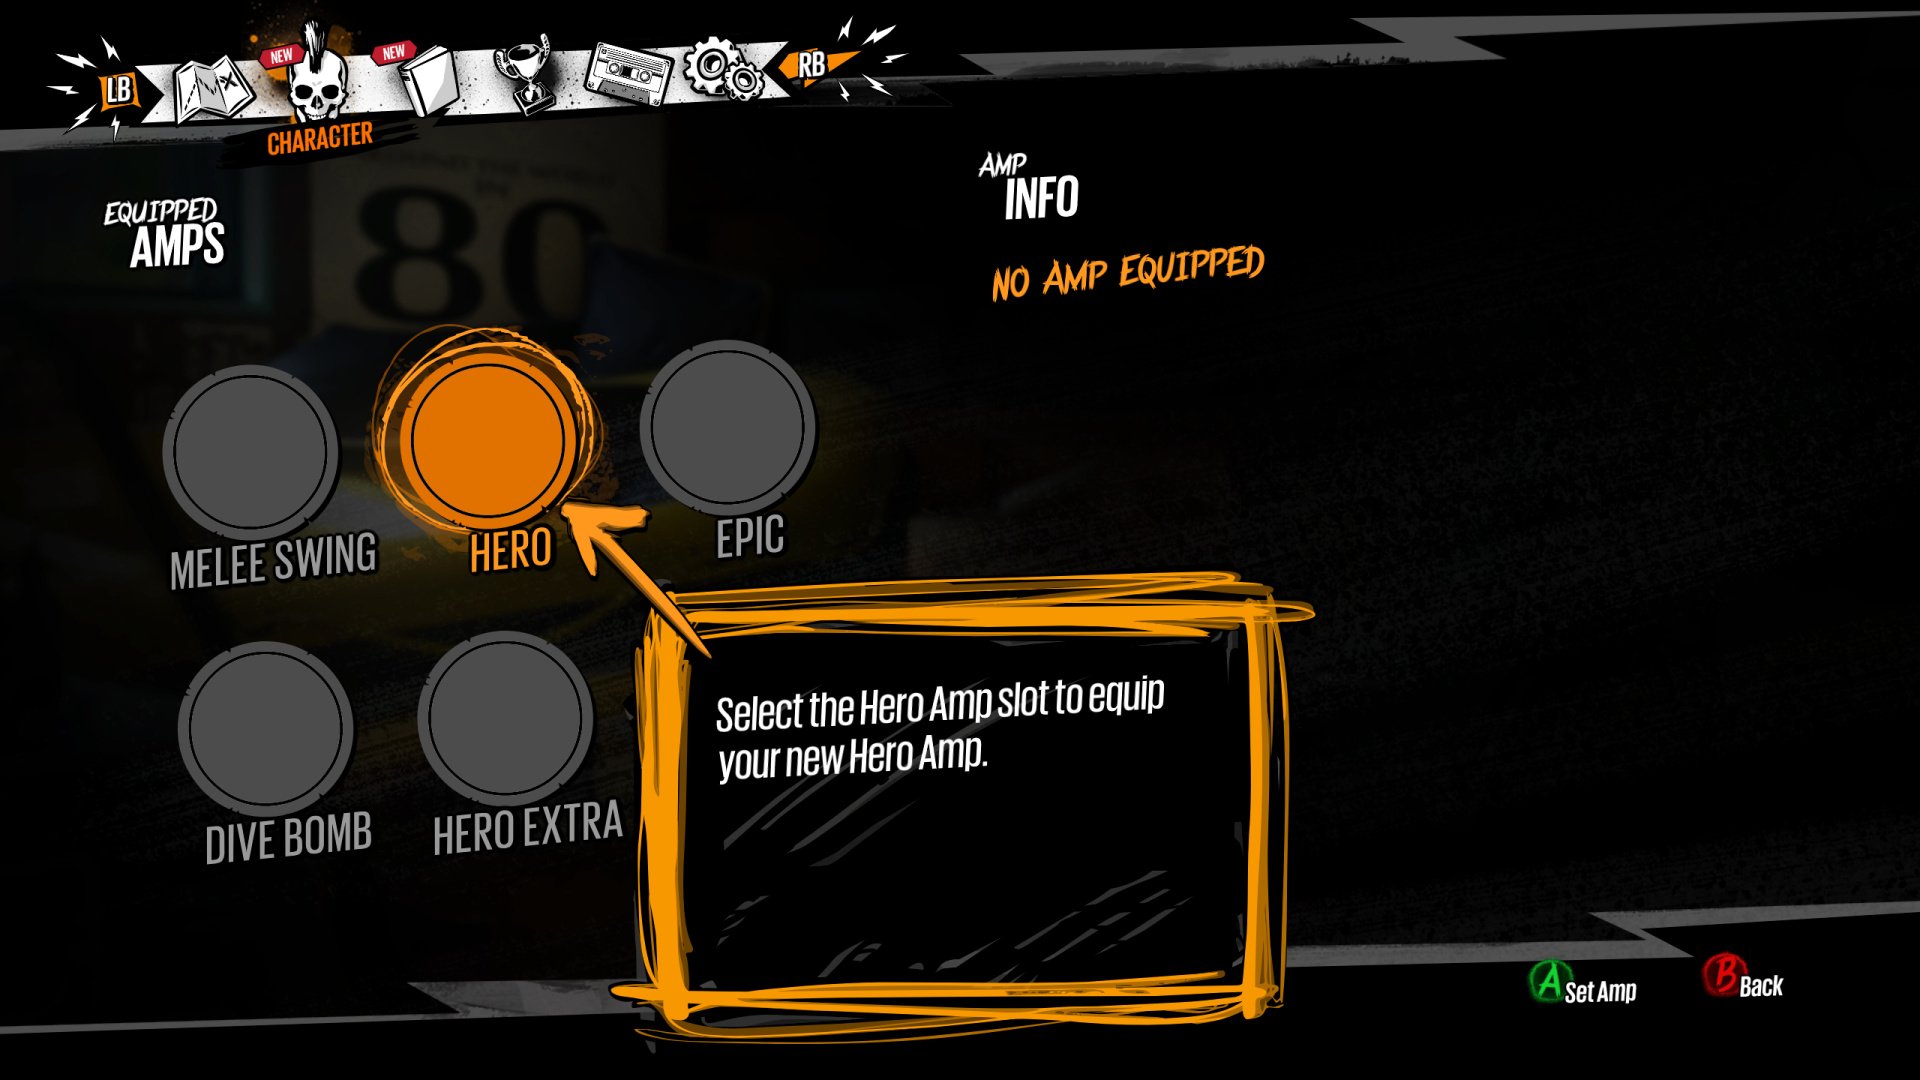 LB
NEW
NEW
RB
CHARACTER
EQUIPPED
AMPS
80
AMP
INFO
NO AMP EQUIPPED
MELEE SWING
HERO
EPIC
DIVE BOMB
HERO EXTRA
Select the Hero Amp slot to equip
your new Hero Amp.
A Set Amp
B Back